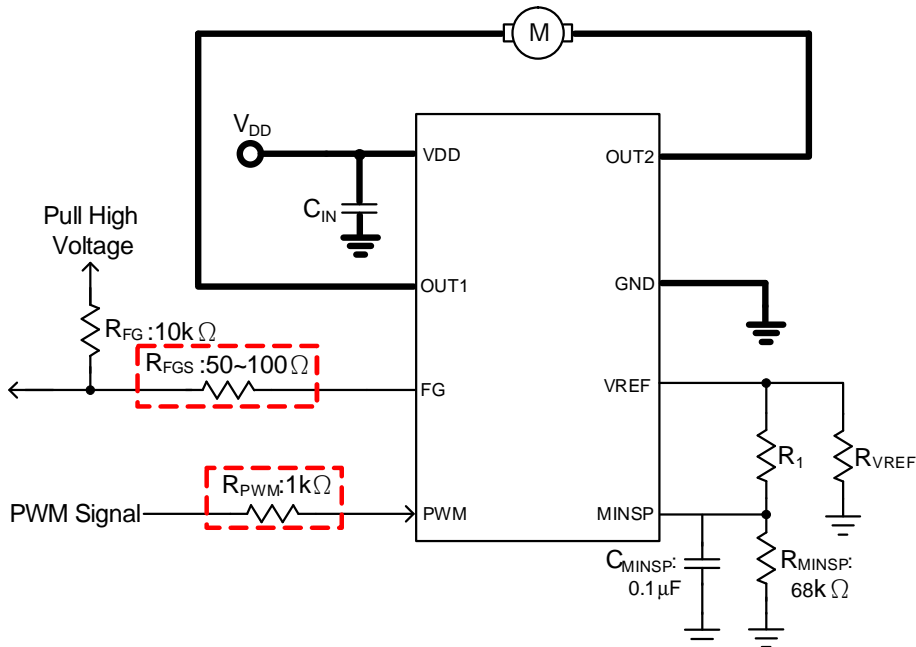 M
VDD
VDD
OUT2
CIN
Pull High
Voltage
OUT1
GND
RFG:10kΩ
RFGS:50~100Ω
FG
VREF
R1
RVREF
RPWM:1kΩ
PWM Signal
PWM
MINSP
CMINSP:
0.1μF
RMINSP:
68kΩ